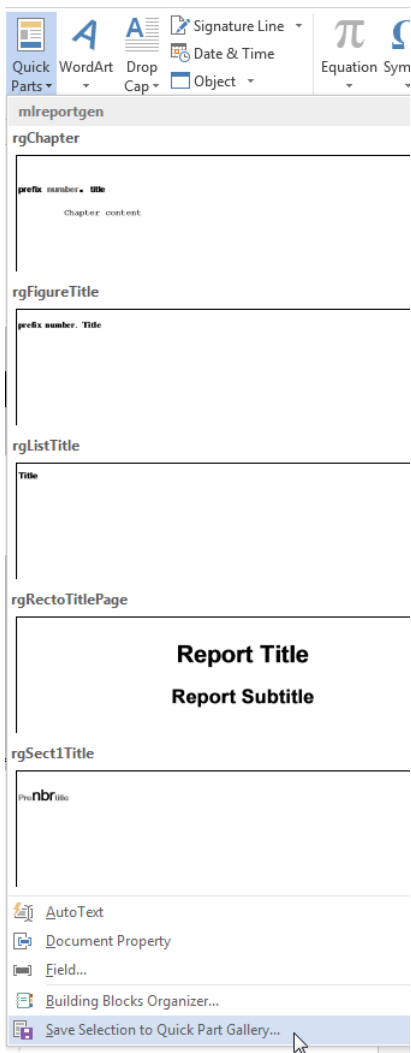 Signature Line
Date & Time
Object
Quick Parts
WordArt
Drop Cap
Equation
Sym
mlreportgen
rgChapter
prefix number. title
Chapter content
rgFigureTitle
prefix number. Title
rgListTitle
Title
rgRectoTitlePage
Report Title
Report Subtitle
rgSect1Title
Prenbrtitle
AutoText
Document Property
Field...
Building Blocks Organizer...
Save Selection to Quick Part Gallery...